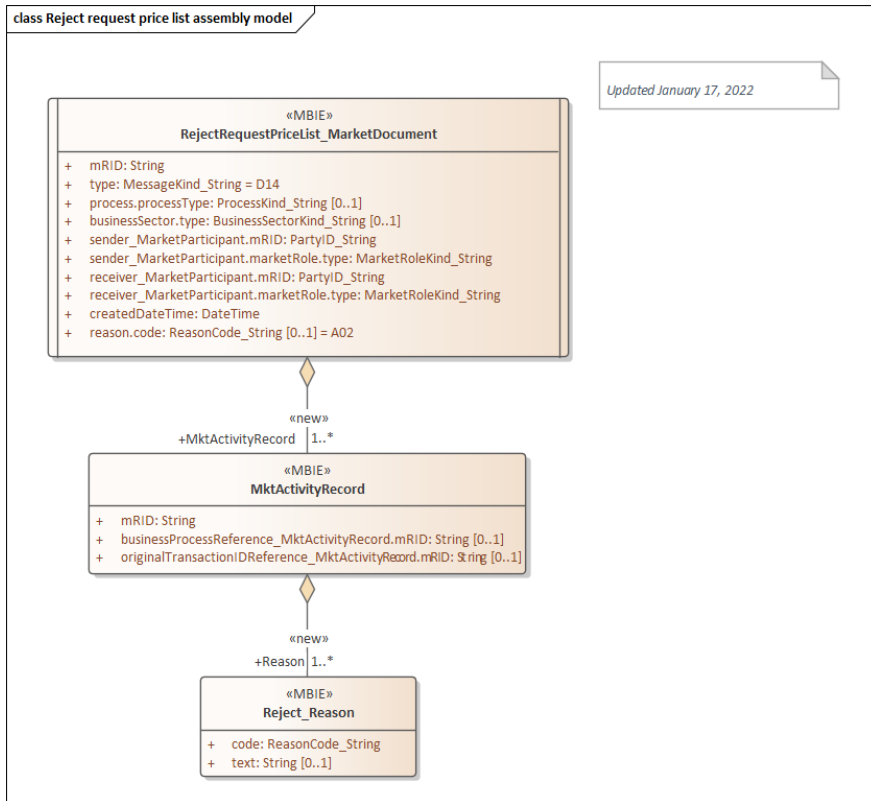 class Reject request price list assembly model
Updated January 17, 2022
«MBIE»
RejectRequestPriceList_MarketDocument
+ mRID: String
+ type: MessageKind_String = D14
+ process.processType: ProcessKind_String [0..1]
+ businessSector.type: BusinessSectorKind_String [0..1]
+ sender_MarketParticipant.mRID: PartyID_String
+ sender_MarketParticipant.marketRole.type: MarketRoleKind_String
+ receiver_MarketParticipant.mRID: PartyID_String
+ receiver_MarketParticipant.marketRole.type: MarketRoleKind_String
+ createdDateTime: DateTime
+ reason.code: ReasonCode_String [0..1] = A02
«new»
+MktActivityRecord 1..*
«MBIE»
MktActivityRecord
+ mRID: String
+ businessProcessReference_MktActivityRecord.mRID: String [0..1]
+ originalTransactionIDReference_MktActivityRecord.mRID: String [0..1]
«new»
+Reason 1..*
«MBIE»
Reject_Reason
+ code: ReasonCode_String
+ text: String [0..1]